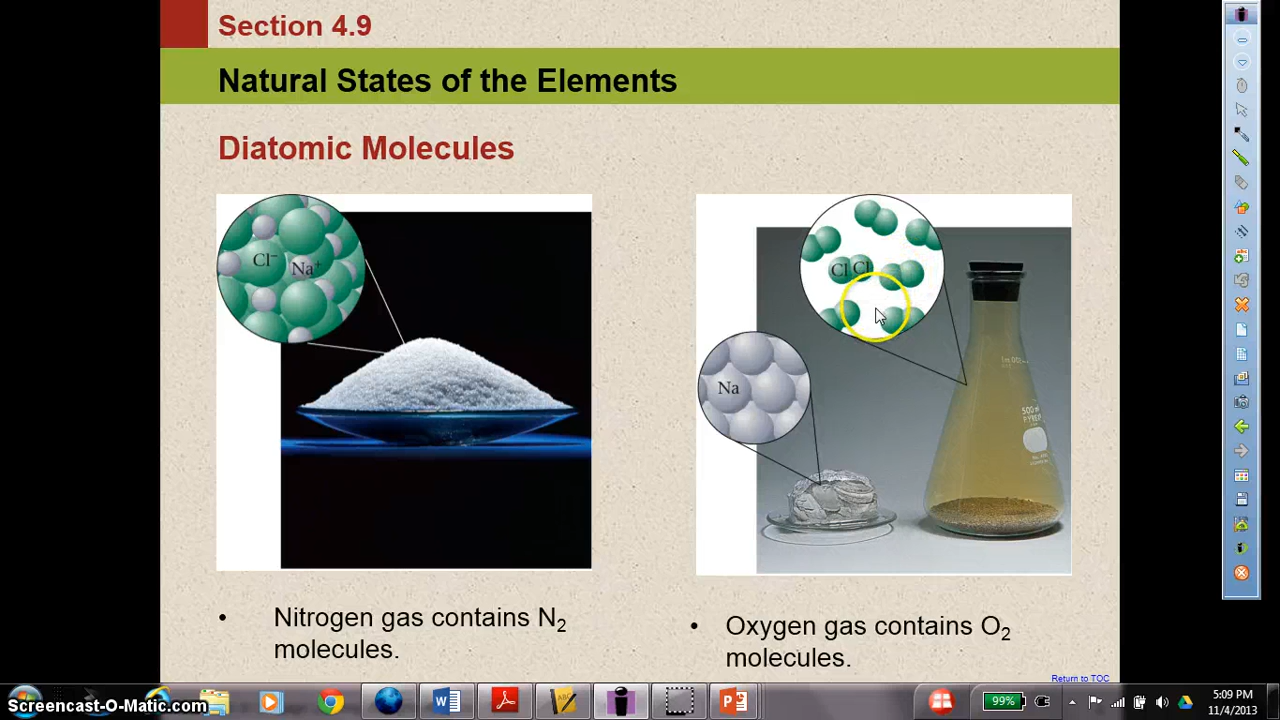 Section 4.9
Natural States of the Elements
Diatomic Molecules
Cl⁻
Na⁺
Cl Cl
Na
500ml
PYREX
• Nitrogen gas contains N₂
molecules.
• Oxygen gas contains O₂
molecules.
Return to TOC
Screencast-O-Matic.com
99%
5:09 PM
11/4/2013